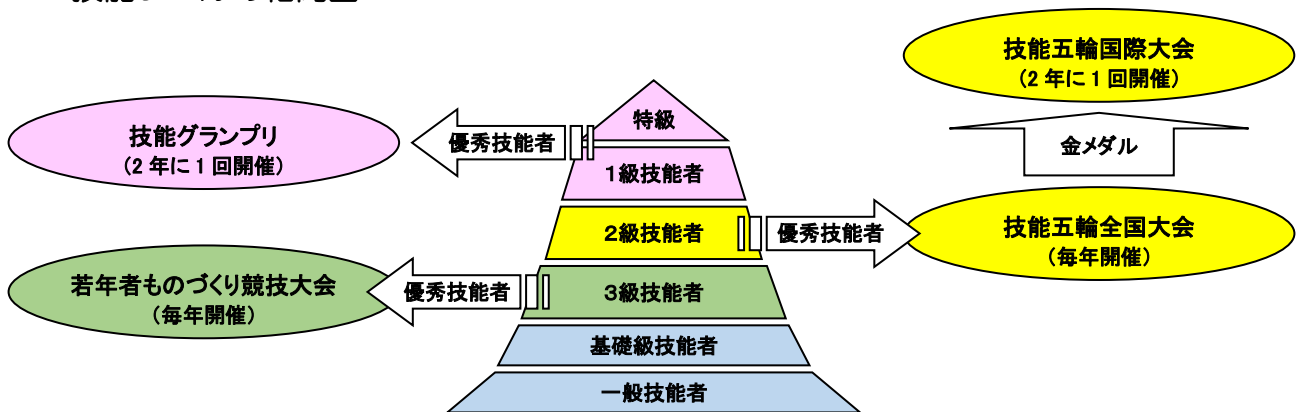 技能五輪国際大会
(2 年に 1 回開催)
特級
技能グランプリ
(2 年に 1 回開催)
優秀技能者
金メダル
1級技能者
2級技能者
優秀技能者
技能五輪全国大会
(毎年開催)
若年者ものづくり競技大会
(毎年開催)
優秀技能者
3級技能者
基礎級技能者
一般技能者